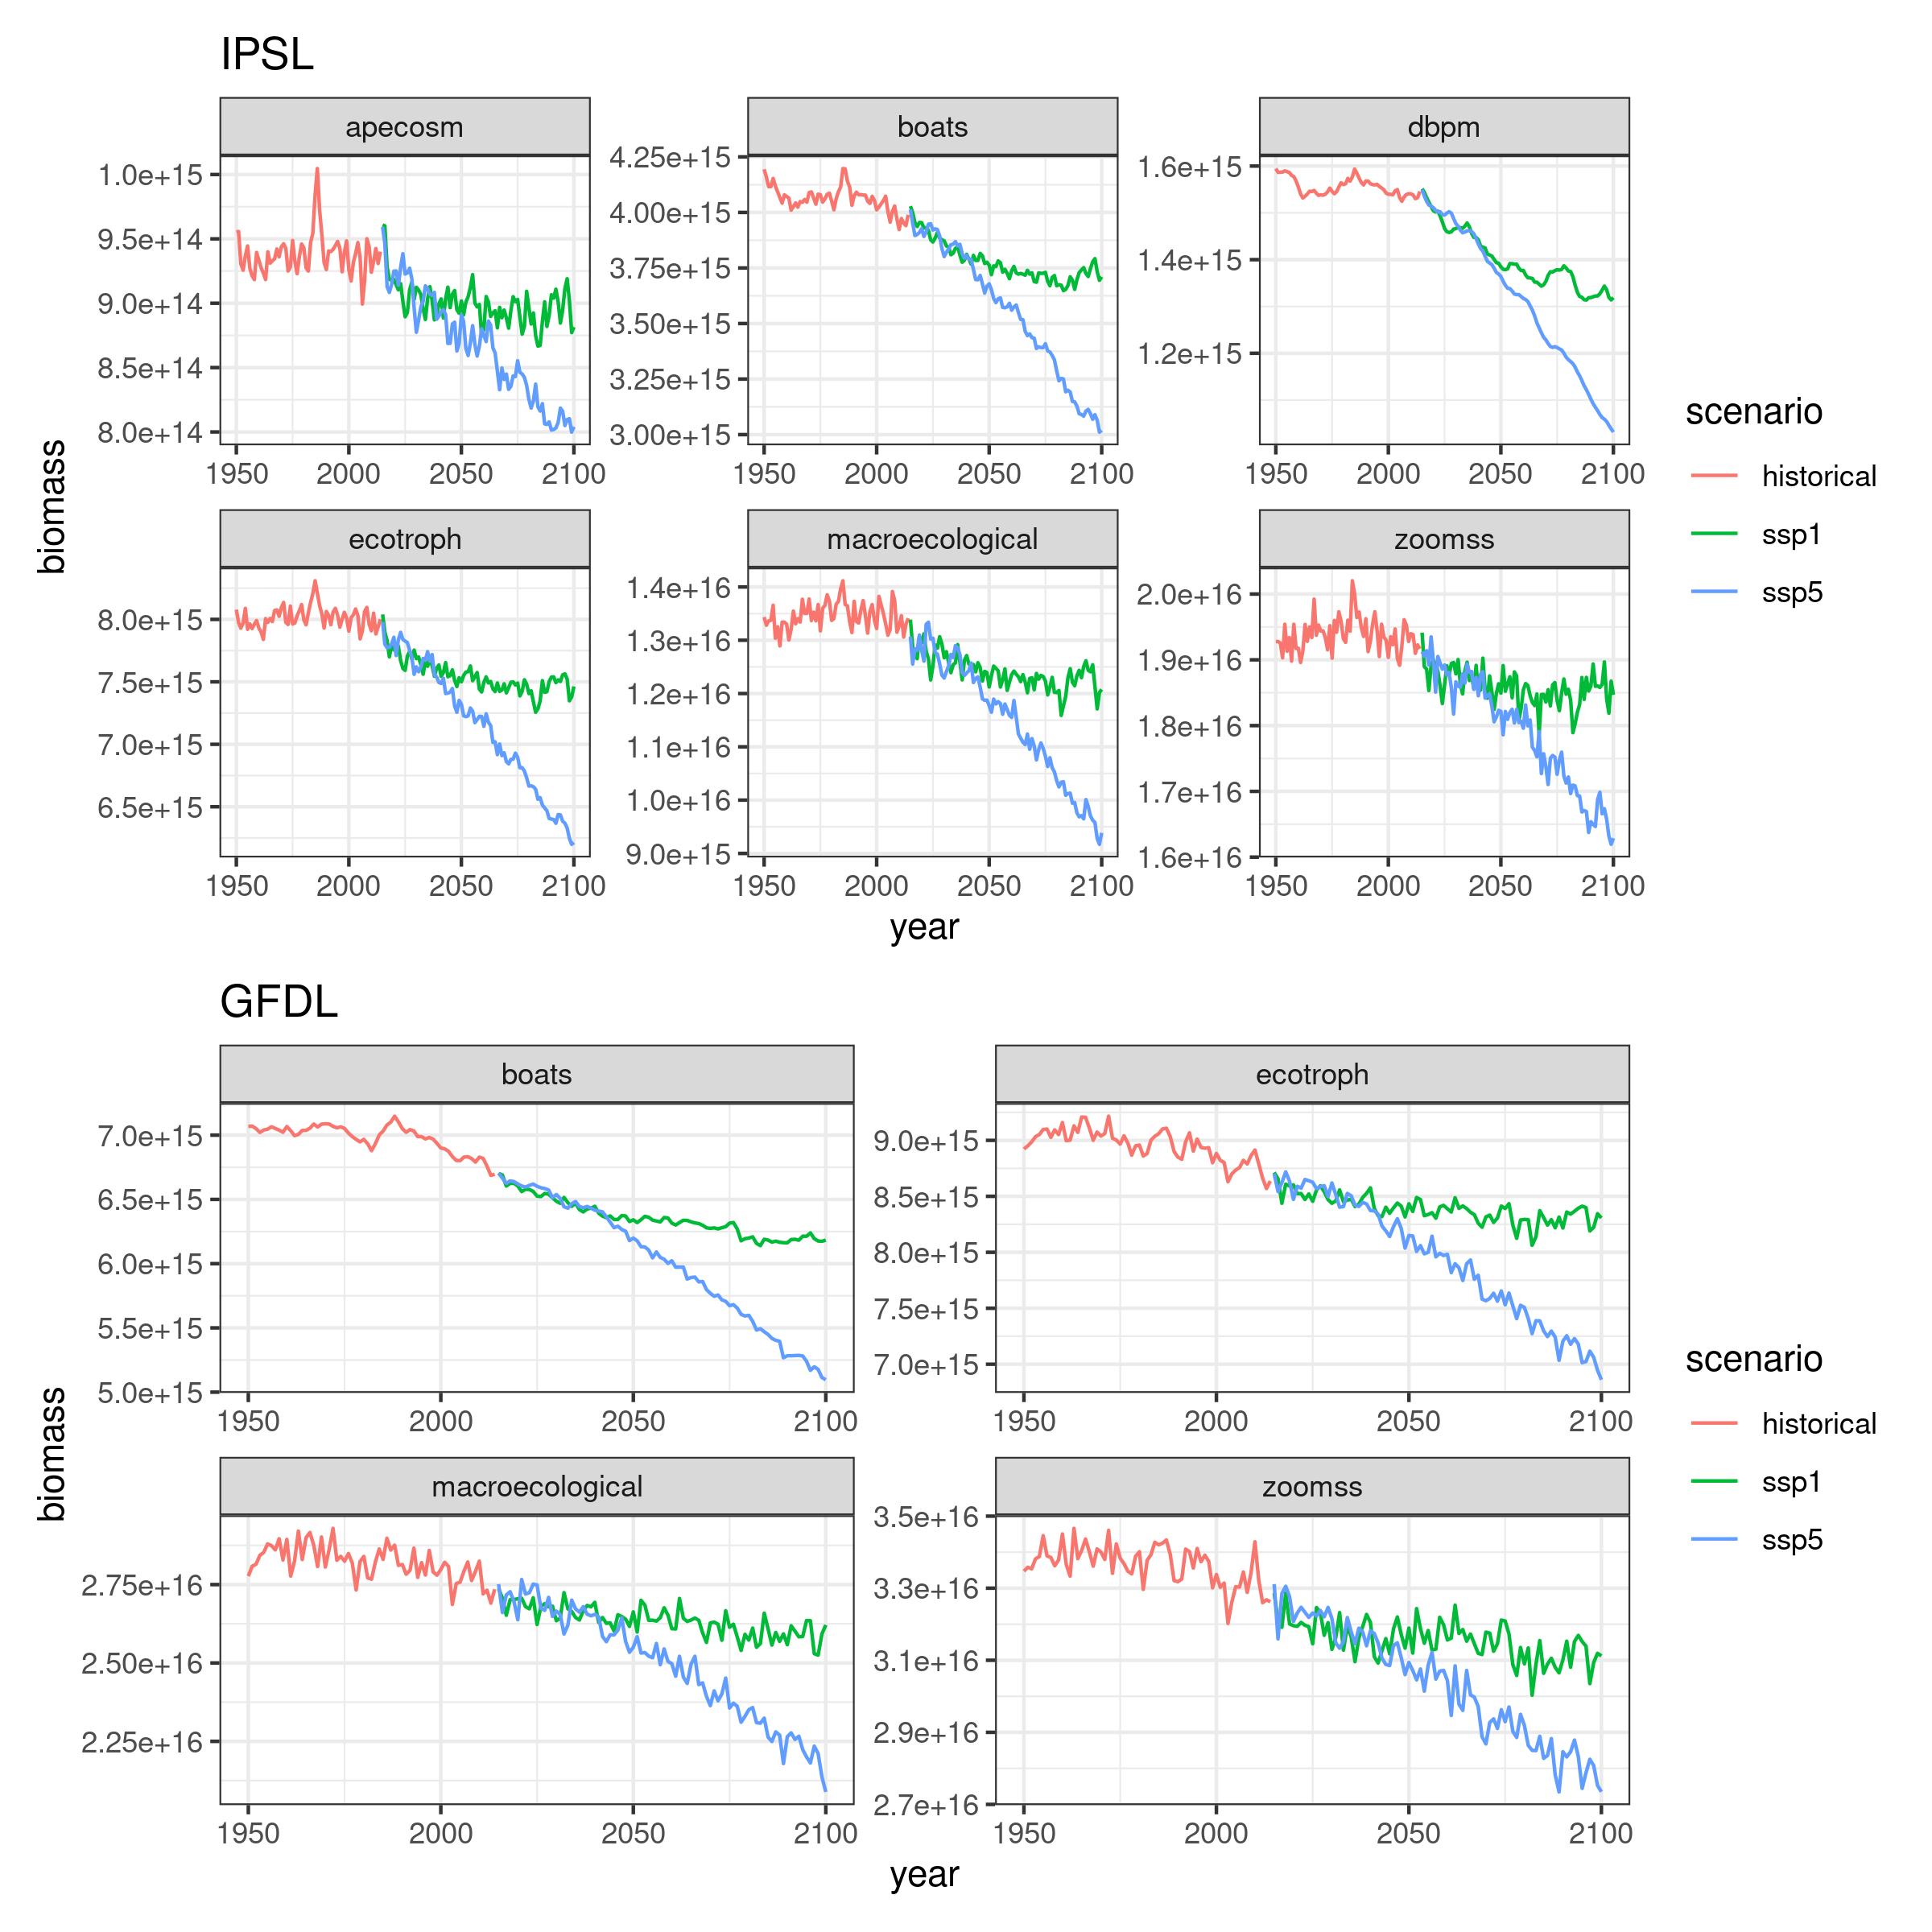 IPSL
apecosm boats dbpm
1.0e+15
9.5e+14
9.0e+14
8.5e+14
8.0e+14
4.25e+15
4.00e+15
3.75e+15
3.50e+15
3.25e+15
3.00e+15
1.6e+15
1.4e+15
1.2e+15
1950 2000 2050 2100 1950 2000 2050 2100 1950 2000 2050 2100
ecotroph macroecological zoomss
8.0e+15
7.5e+15
7.0e+15
6.5e+15
1.4e+16
1.3e+16
1.2e+16
1.1e+16
1.0e+16
9.0e+15
2.0e+16
1.9e+16
1.8e+16
1.7e+16
1.6e+16
1950 2000 2050 2100 1950 2000 2050 2100 1950 2000 2050 2100
biomass
year
scenario
historical
ssp1
ssp5
GFDL
boats ecotroph
7.0e+15
6.5e+15
6.0e+15
5.5e+15
5.0e+15
9.0e+15
8.5e+15
8.0e+15
7.5e+15
7.0e+15
1950 2000 2050 2100 1950 2000 2050 2100
macroecological zoomss
2.75e+16
2.50e+16
2.25e+16
3.5e+16
3.3e+16
3.1e+16
2.9e+16
2.7e+16
1950 2000 2050 2100 1950 2000 2050 2100
biomass
year
scenario
historical
ssp1
ssp5